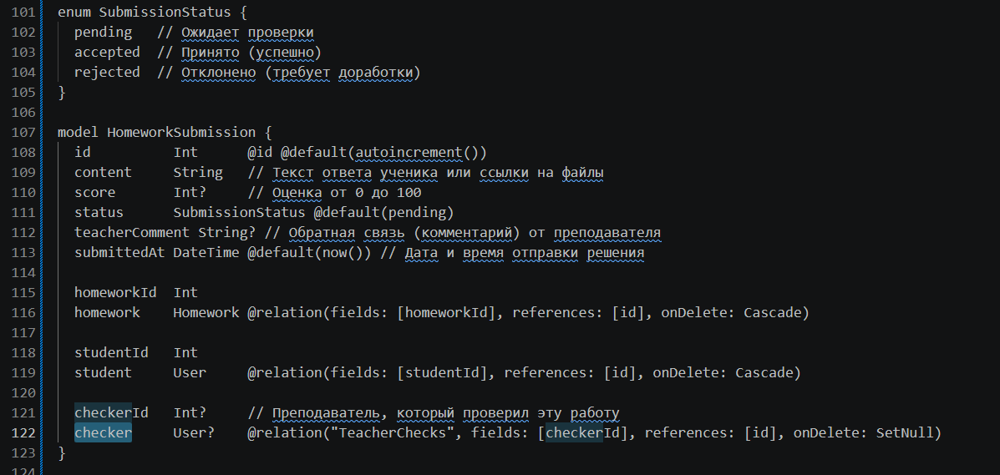 101 enum SubmissionStatus {
102 pending // Ожидает проверки
103 accepted // Принято (успешно)
104 rejected // Отклонено (требует доработки)
105 }
106
107 model HomeworkSubmission {
108 id Int @id @default(autoincrement())
109 content String // Текст ответа ученика или ссылки на файлы
110 score Int? // Оценка от 0 до 100
111 status SubmissionStatus @default(pending)
112 teacherComment String? // Обратная связь (комментарий) от преподавателя
113 submittedAt DateTime @default(now()) // Дата и время отправки решения
114
115 homeworkId Int
116 homework Homework @relation(fields: [homeworkId], references: [id], onDelete: Cascade)
117
118 studentId Int
119 student User @relation(fields: [studentId], references: [id], onDelete: Cascade)
120
121 checkerId Int? // Преподаватель, который проверил эту работу
122 checker User? @relation("TeacherChecks", fields: [checkerId], references: [id], onDelete: SetNull)
123 }
124